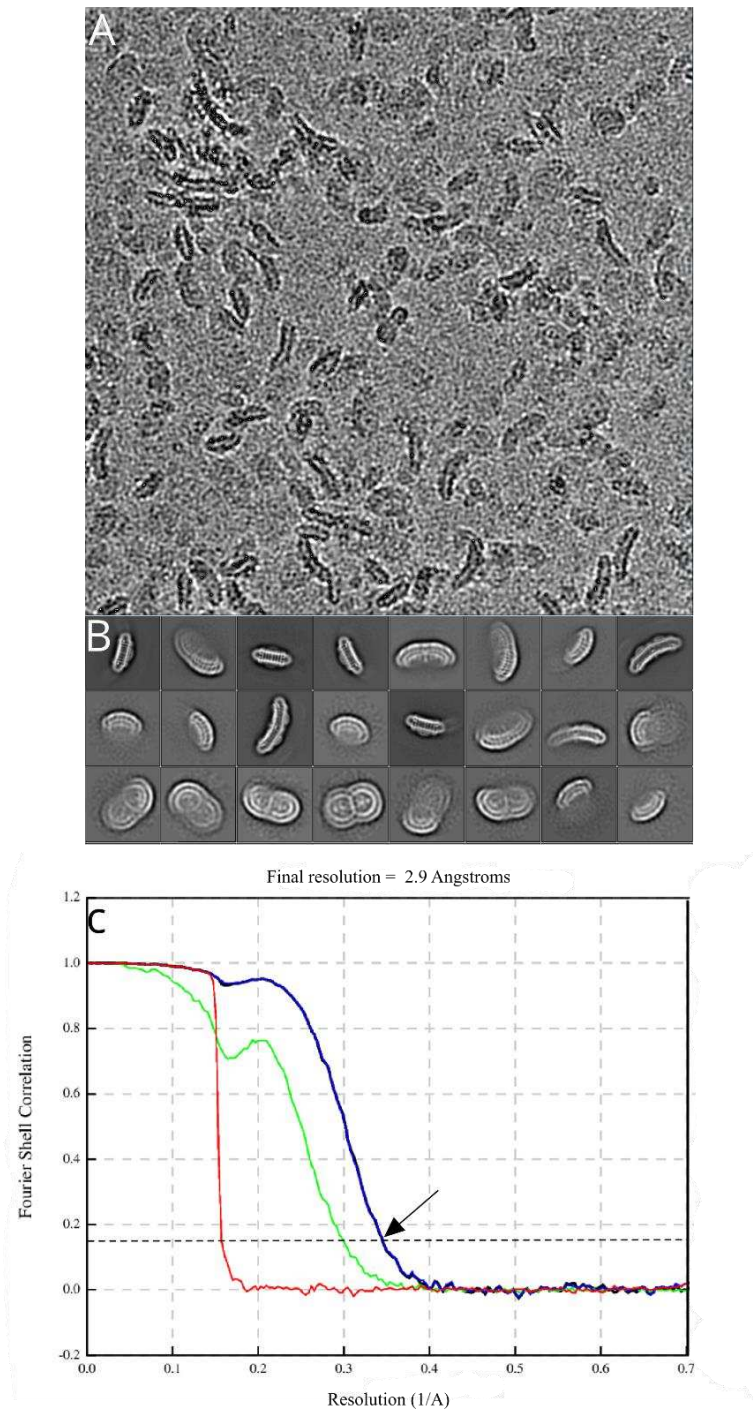 A
B
Final resolution = 2.9 Angstroms
C
1.2
1.0
0.8
0.6
0.4
0.2
0.0
-0.2
Fourier Shell Correlation
0.0 0.1 0.2 0.3 0.4 0.5 0.6 0.7
Resolution (1/A)